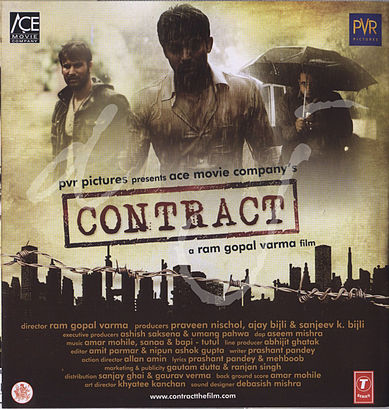 ACE
MOVIE
COMPANY
PVR
PICTURES
pvr pictures presents ace movie company's
CONTRACT
a ram gopal varma film
director ram gopal varma producers praveen nischol, ajay bijli & sanjeev k. bijli
executive producers ashish saksena & umang pahwa dop aseem mishra
music amar mohile, sanaa & bapi - tutul line producer abhijit ghatak
editor amit parmar & nipun ashok gupta writer prashant pandey
action director allan amin lyrics prashant pandey & mehboob
marketing & publicity gautam dutta & ranjan singh
distribution sanjay ghai & gaurav verma back ground score amar mohile
art director khyatee kanchan sound designer debasish mishra
www.contractthefilm.com
T